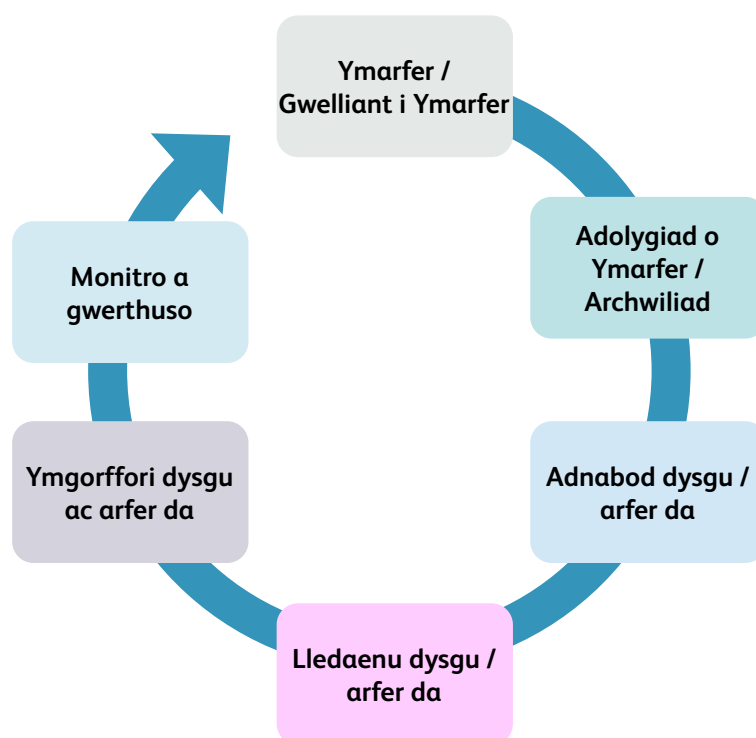 Ymarfer /
Gwelliant i Ymarfer
Adolygiad o
Ymarfer /
Archwiliad
Adnabod dysgu /
arfer da
Lledaenu dysgu /
arfer da
Ymgorffori dysgu
ac arfer da
Monitro a
gwerthuso